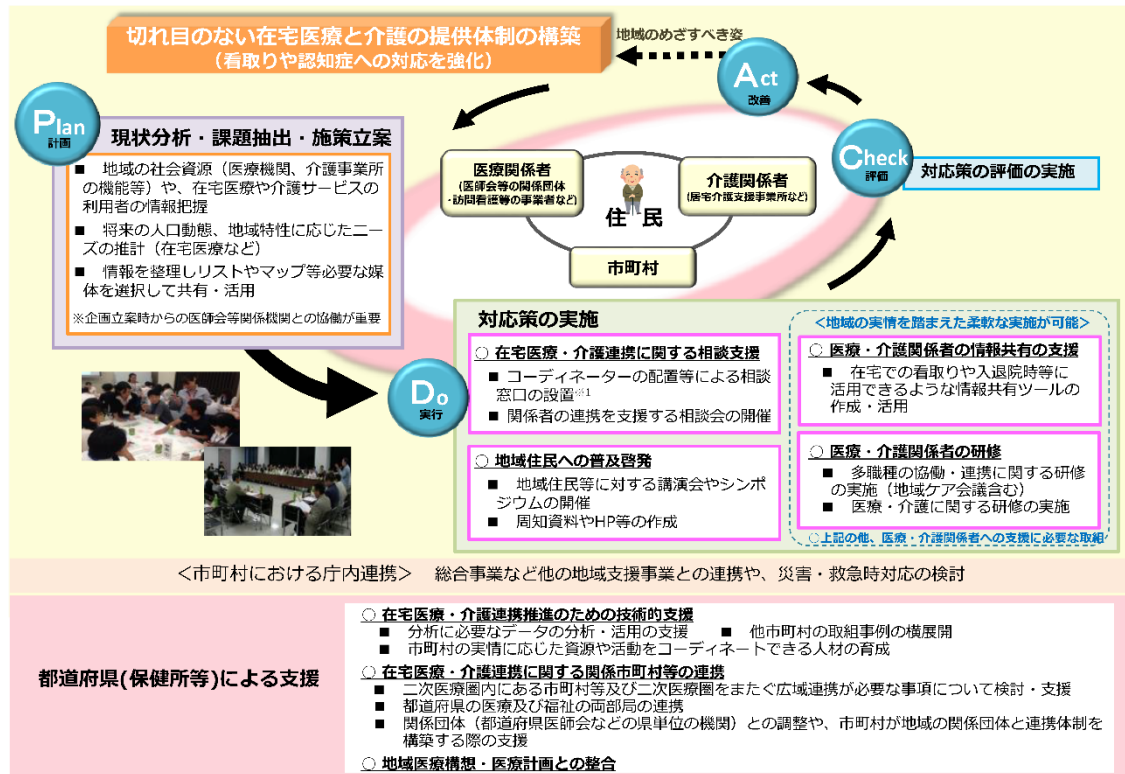 切れ目のない在宅医療と介護の提供体制の構築
（看取りや認知症への対応を強化）
地域のめざすべき姿
Act
改善
Plan
計画
現状分析・課題抽出・施策立案
■ 地域の社会資源（医療機関、介護事業所
の機能等）や、在宅医療や介護サービスの
利用者の情報把握
■ 将来の人口動態、地域特性に応じたニー
ズの推計（在宅医療など）
■ 情報を整理しリストやマップ等必要な媒
体を選択して共有・活用
※企画立案時からの医師会等関係機関との協働が重要
医療関係者
（医師会等の関係団体
・訪問看護等の事業者など）
介護関係者
（居宅介護支援事業所など）
住 民
市町村
Check
評価
対応策の評価の実施
Do
実行
対応策の実施
○ 在宅医療・介護連携に関する相談支援
■ コーディネーターの配置等による相談
窓口の設置※1
■ 関係者の連携を支援する相談会の開催
○ 地域住民への普及啓発
■ 地域住民等に対する講演会やシンポ
ジウムの開催
■ 周知資料やHP等の作成
＜地域の実情を踏まえた柔軟な実施が可能＞
○ 医療・介護関係者の情報共有の支援
■ 在宅での看取りや入退院時等に
活用できるような情報共有ツールの
作成・活用
○ 医療・介護関係者の研修
■ 多職種の協働・連携に関する研修
の実施（地域ケア会議含む）
■ 医療・介護に関する研修の実施
○上記の他、医療・介護関係者への支援に必要な取組
＜市町村における庁内連携＞ 総合事業など他の地域支援事業との連携や、災害・救急時対応の検討
都道府県(保健所等)による支援
○ 在宅医療・介護連携推進のための技術的支援
■ 分析に必要なデータの分析・活用の支援 ■ 他市町村の取組事例の横展開
■ 市町村の実情に応じた資源や活動をコーディネートできる人材の育成
○ 在宅医療・介護連携に関する関係市町村等の連携
■ 二次医療圏内にある市町村等及び二次医療圏をまたぐ広域連携が必要な事項について検討・支援
■ 都道府県の医療及び福祉の両部局の連携
■ 関係団体（都道府県医師会などの県単位の機関）との調整や、市町村が地域の関係団体と連携体制を
構築する際の支援
○ 地域医療構想・医療計画との整合